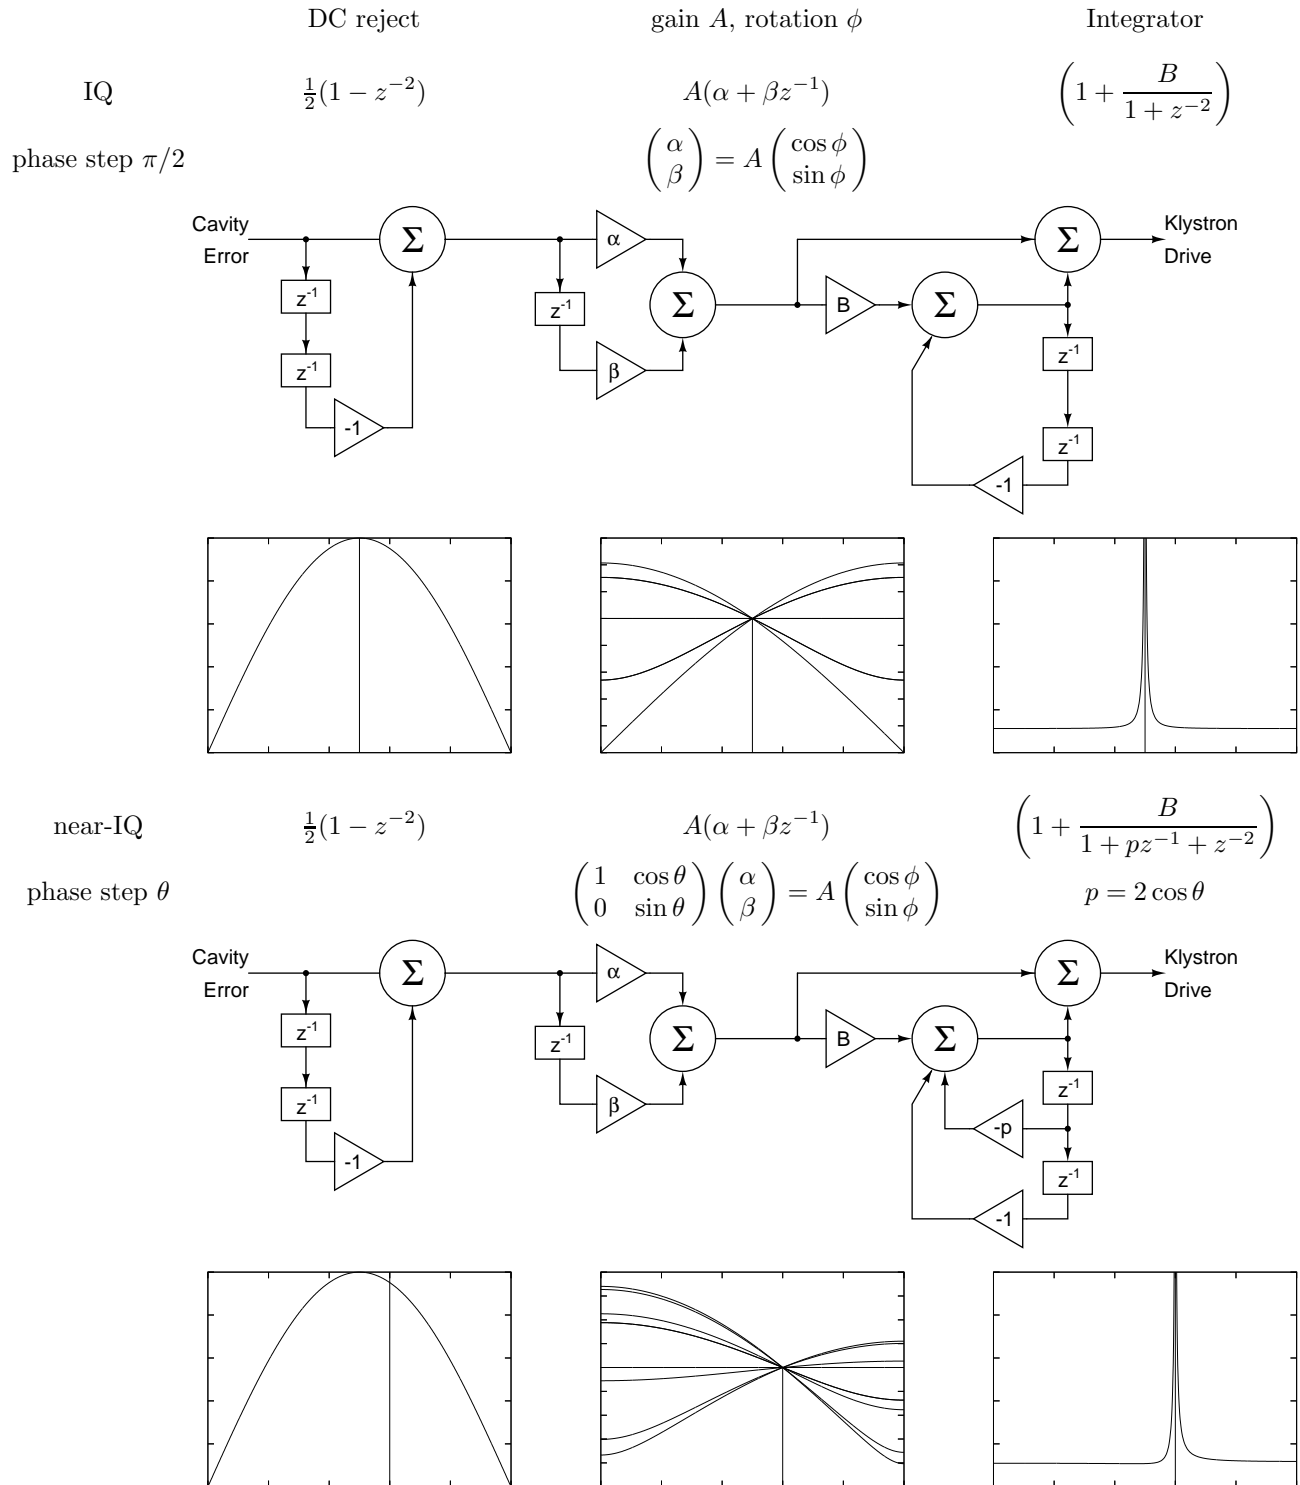 DC reject
gain A, rotation ϕ
Integrator
IQ
½(1 − z⁻²)
A(α + βz⁻¹)
(1 + B/(1 + z⁻²))
phase step π/2
(α β) = A (cos ϕ sin ϕ)
Cavity
Error
Σ
z⁻¹
z⁻¹
-1
α
z⁻¹
β
Σ
B
Σ
Σ
z⁻¹
z⁻¹
-1
Klystron
Drive
near-IQ
½(1 − z⁻²)
A(α + βz⁻¹)
(1 + B/(1 + pz⁻¹ + z⁻²))
phase step θ
(1 cos θ 0 sin θ) (α β) = A (cos ϕ sin ϕ)
p = 2 cos θ
Cavity
Error
Σ
z⁻¹
z⁻¹
-1
α
z⁻¹
β
Σ
B
Σ
Σ
z⁻¹
-p
z⁻¹
-1
Klystron
Drive